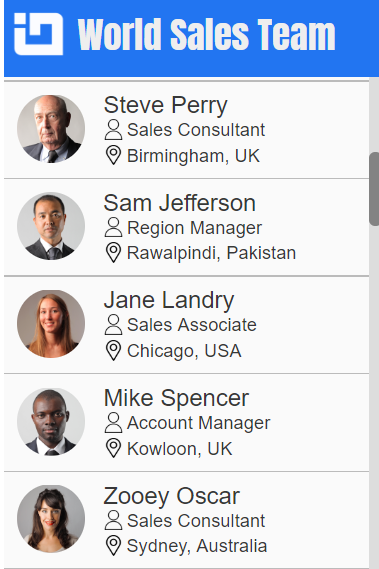 World Sales Team
Steve Perry
Sales Consultant
Birmingham, UK
Sam Jefferson
Region Manager
Rawalpindi, Pakistan
Jane Landry
Sales Associate
Chicago, USA
Mike Spencer
Account Manager
Kowloon, UK
Zooey Oscar
Sales Consultant
Sydney, Australia